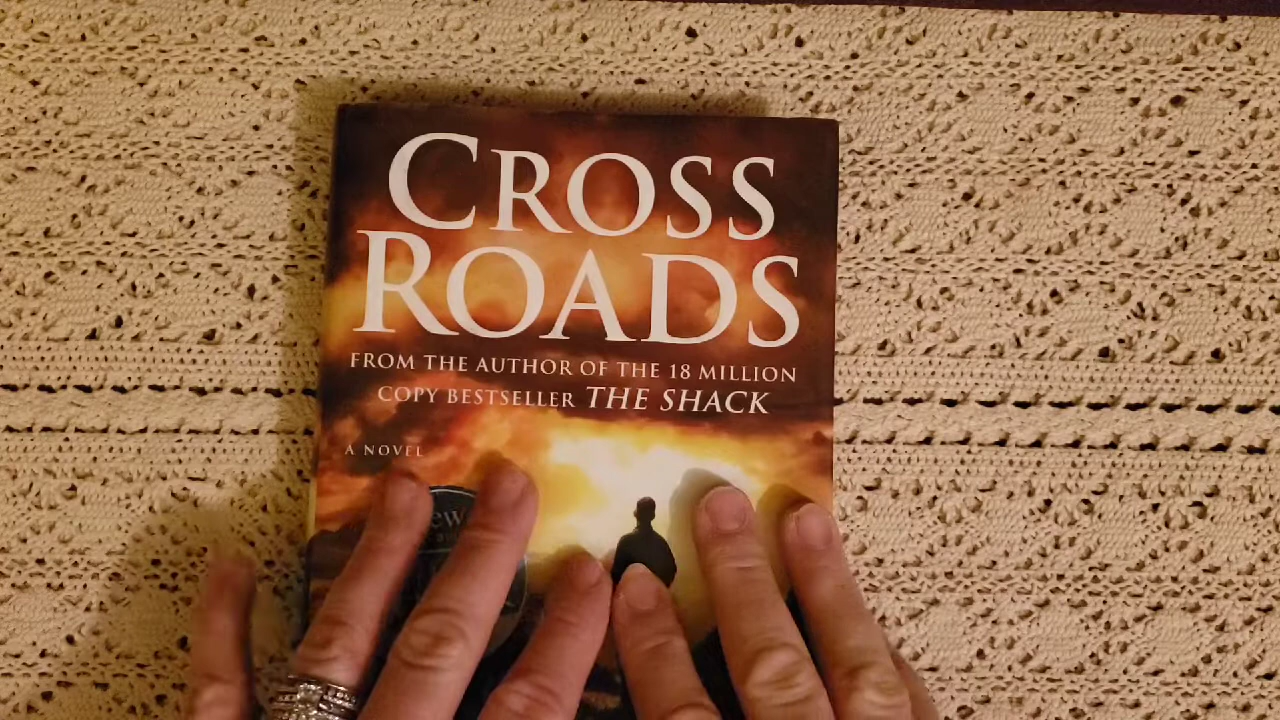 CROSS
ROADS
FROM THE AUTHOR OF THE 18 MILLION
COPY BESTSELLER THE SHACK
A NOVEL